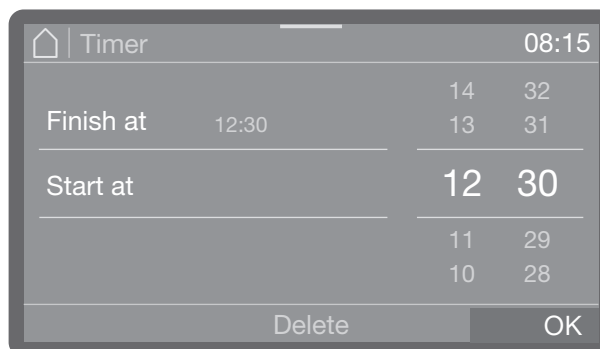 Timer 08:15
14 32
Finish at 12:30 13 31
Start at 12 30
11 29
10 28
Delete OK